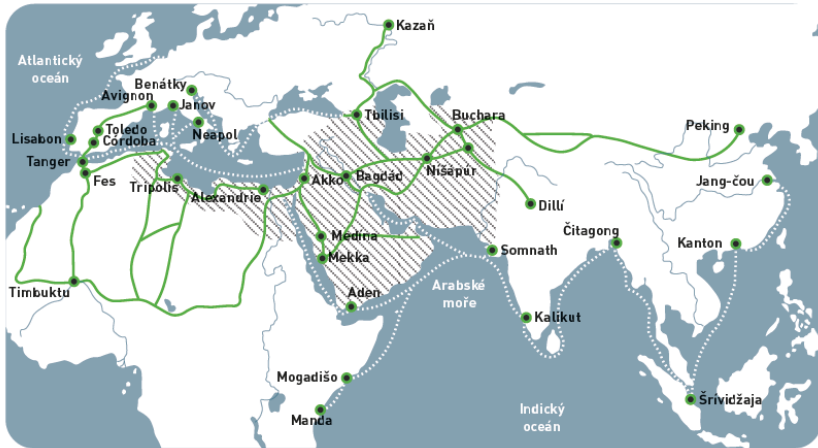 Kazaň
Atlantický
oceán
Benátky
Avignon
Janov
Tbilisi
Buchara
Peking
Lisabon
Toledo
Córdoba
Neapol
Tanger
Fes
Tripolis
Alexandrie
Akko
Bagdád
Níšápúr
Jang-čou
Dillí
Medína
Mekka
Čitagong
Kanton
Somnath
Timbuktu
Aden
Arabské
moře
Kalikut
Mogadišo
Manda
Indický
oceán
Šrívidžaja